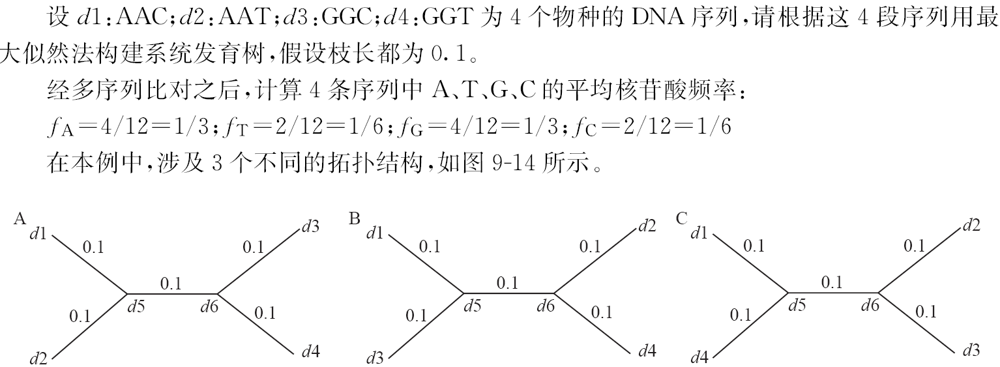 设 d1:AAC;d2:AAT;d3:GGC;d4:GGT 为 4 个物种的 DNA 序列,请根据这 4 段序列用最
大似然法构建系统发育树,假设枝长都为 0.1。
经多序列比对之后,计算 4 条序列中 A、T、G、C 的平均核苷酸频率:
fA=4/12=1/3;fT=2/12=1/6;fG=4/12=1/3;fC=2/12=1/6
在本例中,涉及 3 个不同的拓扑结构,如图 9-14 所示。
A
d1
0.1
0.1
d3
0.1
d5
d6
0.1
0.1
d2
d4
B
d1
0.1
0.1
d2
0.1
d5
d6
0.1
0.1
d3
d4
C
d1
0.1
0.1
d2
0.1
d5
d6
0.1
0.1
d4
d3